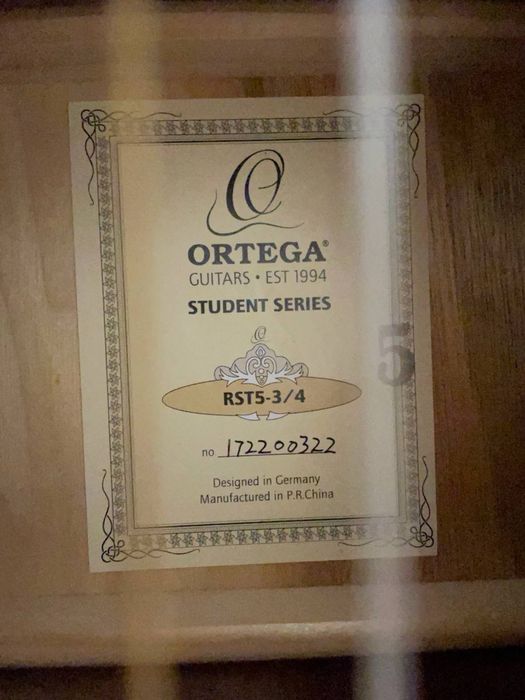 O
ORTEGA®
GUITARS • EST 1994
STUDENT SERIES
O
RST5-3/4
no 172200322
Designed in Germany
Manufactured in P.R.China
5